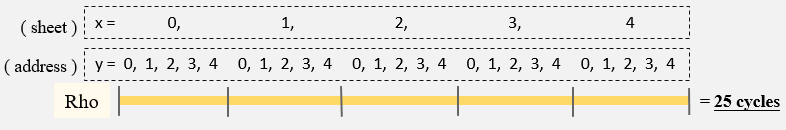 ( sheet ) x = 0, 1, 2, 3, 4
( address ) y = 0, 1, 2, 3, 4 0, 1, 2, 3, 4 0, 1, 2, 3, 4 0, 1, 2, 3, 4 0, 1, 2, 3, 4
Rho = 25 cycles